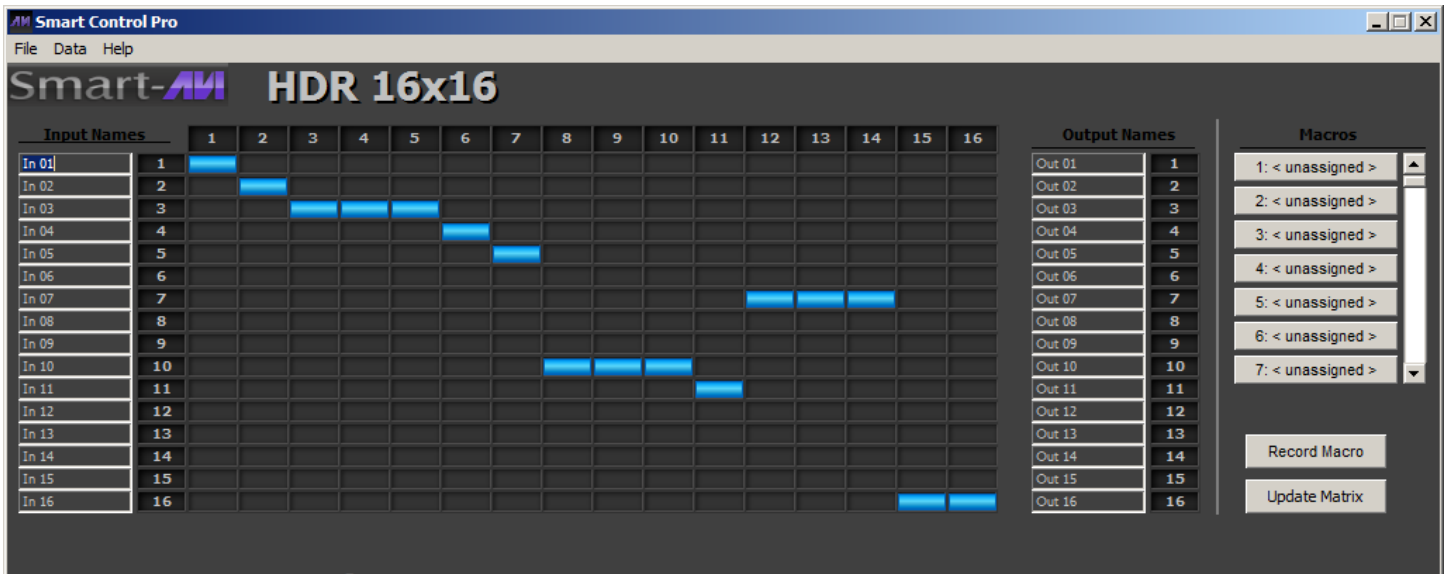 Smart Control Pro
File Data Help
Smart-AVI HDR 16x16
Input Names 1 2 3 4 5 6 7 8 9 10 11 12 13 14 15 16 Output Names Macros
In 01 1 Out 01 1 1: < unassigned >
In 02 2 Out 02 2 2: < unassigned >
In 03 3 Out 03 3 3: < unassigned >
In 04 4 Out 04 4 4: < unassigned >
In 05 5 Out 05 5 5: < unassigned >
In 06 6 Out 06 6 6: < unassigned >
In 07 7 Out 07 7 7: < unassigned >
In 08 8 Out 08 8
In 09 9 Out 09 9
In 10 10 Out 10 10
In 11 11 Out 11 11
In 12 12 Out 12 12
In 13 13 Out 13 13
In 14 14 Out 14 14 Record Macro
In 15 15 Out 15 15
In 16 16 Out 16 16 Update Matrix